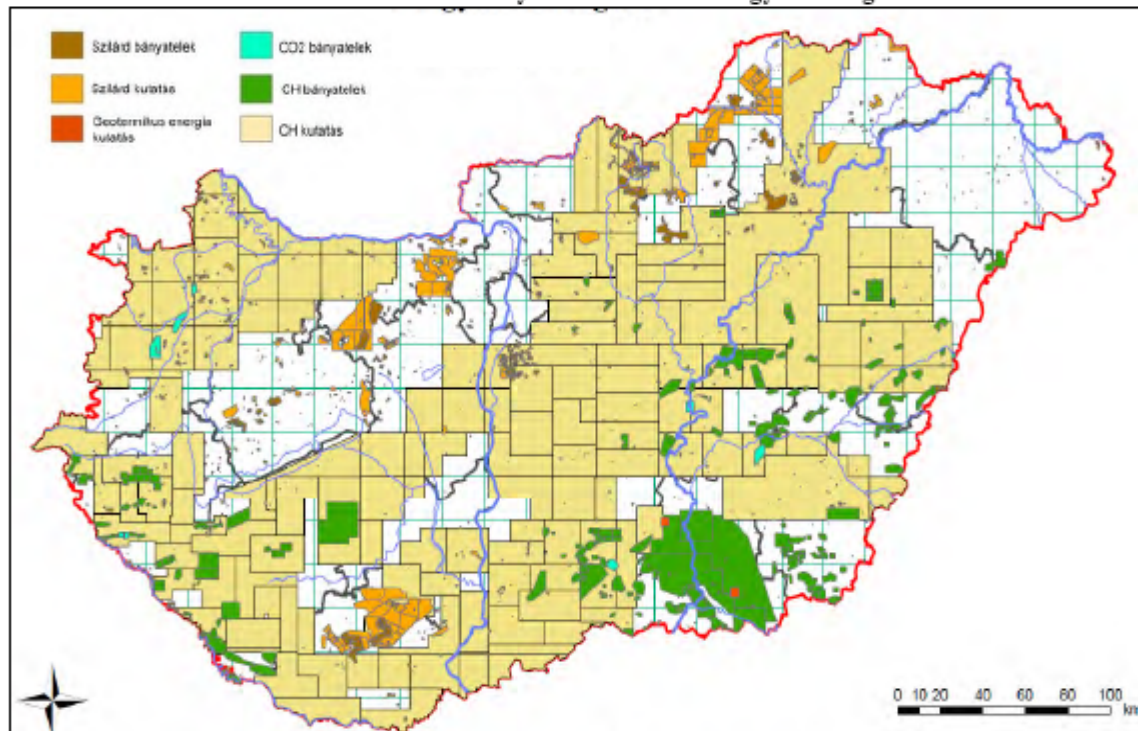 Szilárd bányatelek
Szilárd kutatás
Geotermikus energia
kutatás
CO2 bányatelek
CH bányatelek
CH kutatás
0 10 20 40 60 80 100
km